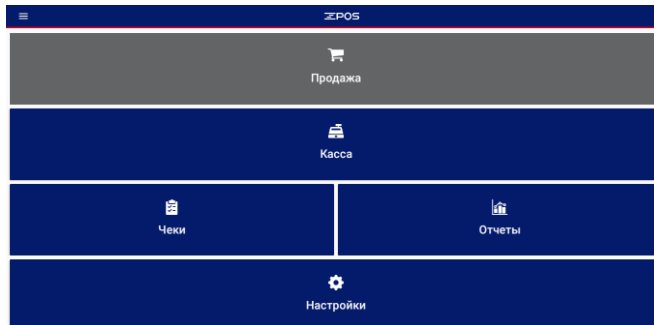 ZPOS
Продажа
Касса
Чеки
Отчеты
Настройки